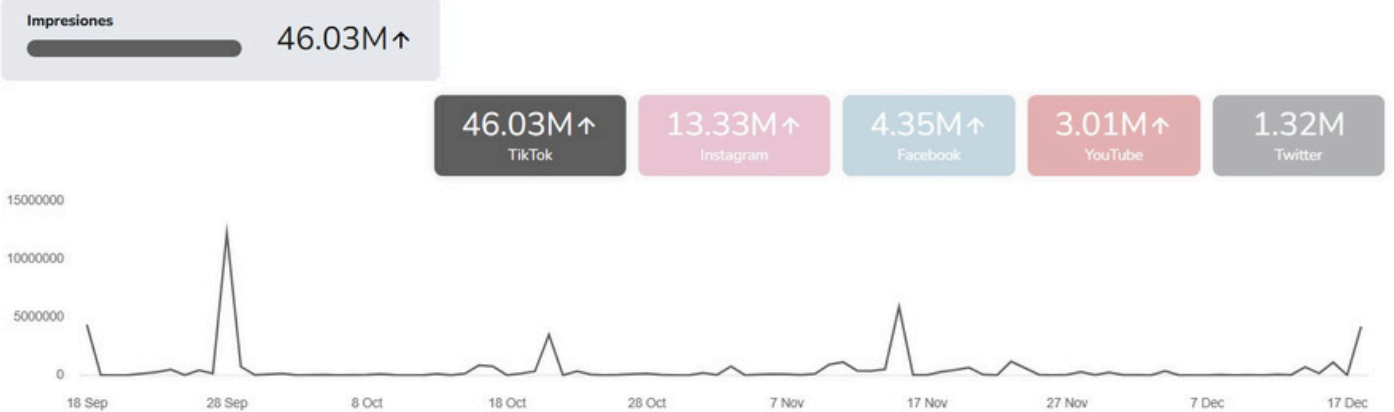 Impresiones
46.03M↑
46.03M↑
TikTok
13.33M↑
Instagram
4.35M↑
Facebook
3.01M↑
YouTube
1.32M
Twitter
15000000
10000000
5000000
0
18 Sep
28 Sep
8 Oct
18 Oct
28 Oct
7 Nov
17 Nov
27 Nov
7 Dec
17 Dec